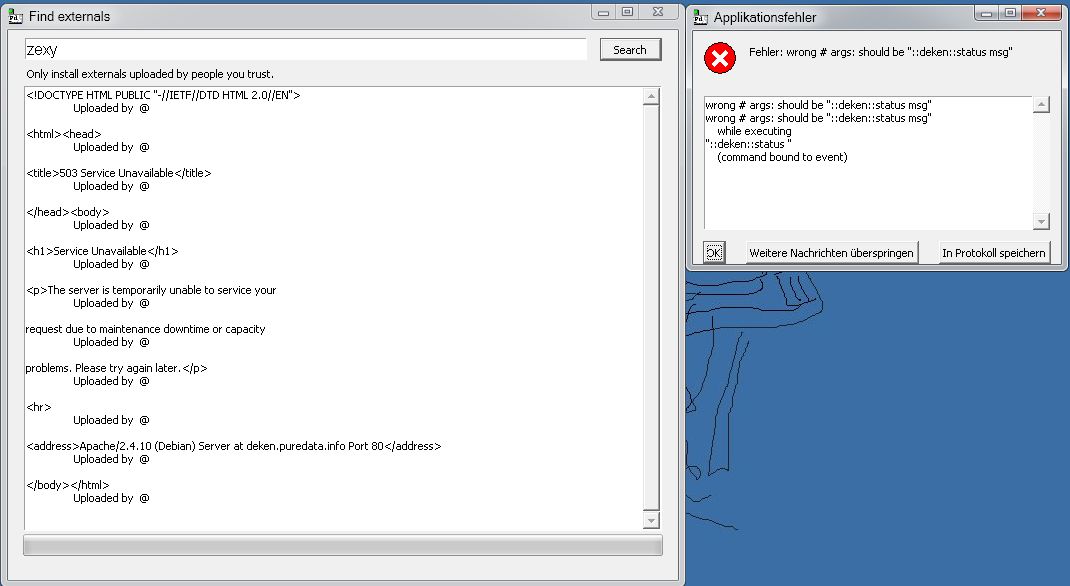 Find externals
zexy
Search
Only install externals uploaded by people you trust.
<!DOCTYPE HTML PUBLIC "-//IETF//DTD HTML 2.0//EN">
Uploaded by @
<html><head>
Uploaded by @
<title>503 Service Unavailable</title>
Uploaded by @
</head><body>
Uploaded by @
<h1>Service Unavailable</h1>
Uploaded by @
<p>The server is temporarily unable to service your
Uploaded by @
request due to maintenance downtime or capacity
Uploaded by @
problems. Please try again later.</p>
Uploaded by @
<hr>
Uploaded by @
<address>Apache/2.4.10 (Debian) Server at deken.puredata.info Port 80</address>
Uploaded by @
</body></html>
Uploaded by @
Applikationsfehler
Fehler: wrong # args: should be "::deken::status msg"
wrong # args: should be "::deken::status msg"
wrong # args: should be "::deken::status msg"
while executing
"::deken::status "
(command bound to event)
OK
Weitere Nachrichten überspringen
In Protokoll speichern